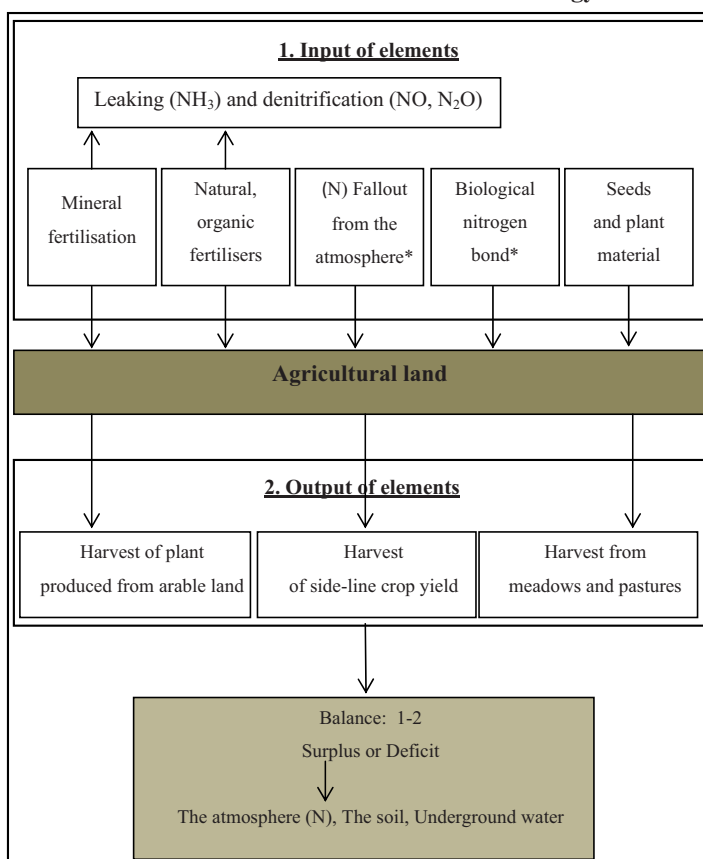 1. Input of elements
Leaking (NH₃) and denitrification (NO, N₂O)
Mineral
fertilisation
Natural,
organic
fertilisers
(N) Fallout
from the
atmosphere*
Biological
nitrogen
bond*
Seeds
and plant
material
Agricultural land
2. Output of elements
Harvest of plant
produced from arable land
Harvest
of side-line crop yield
Harvest from
meadows and pastures
Balance: 1-2
Surplus or Deficit
The atmosphere (N), The soil, Underground water